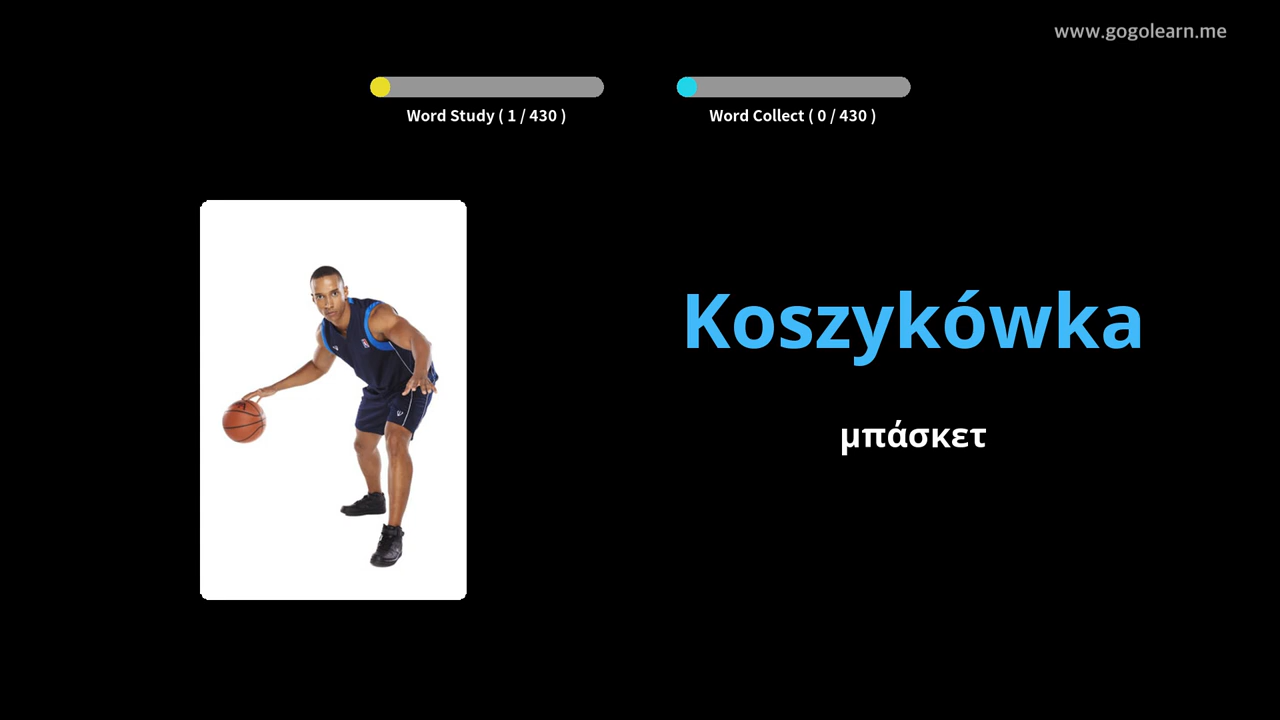 www.gogolearn.me
Word Study ( 1 / 430 )
Word Collect ( 0 / 430 )
Koszykówka
μπάσκετ